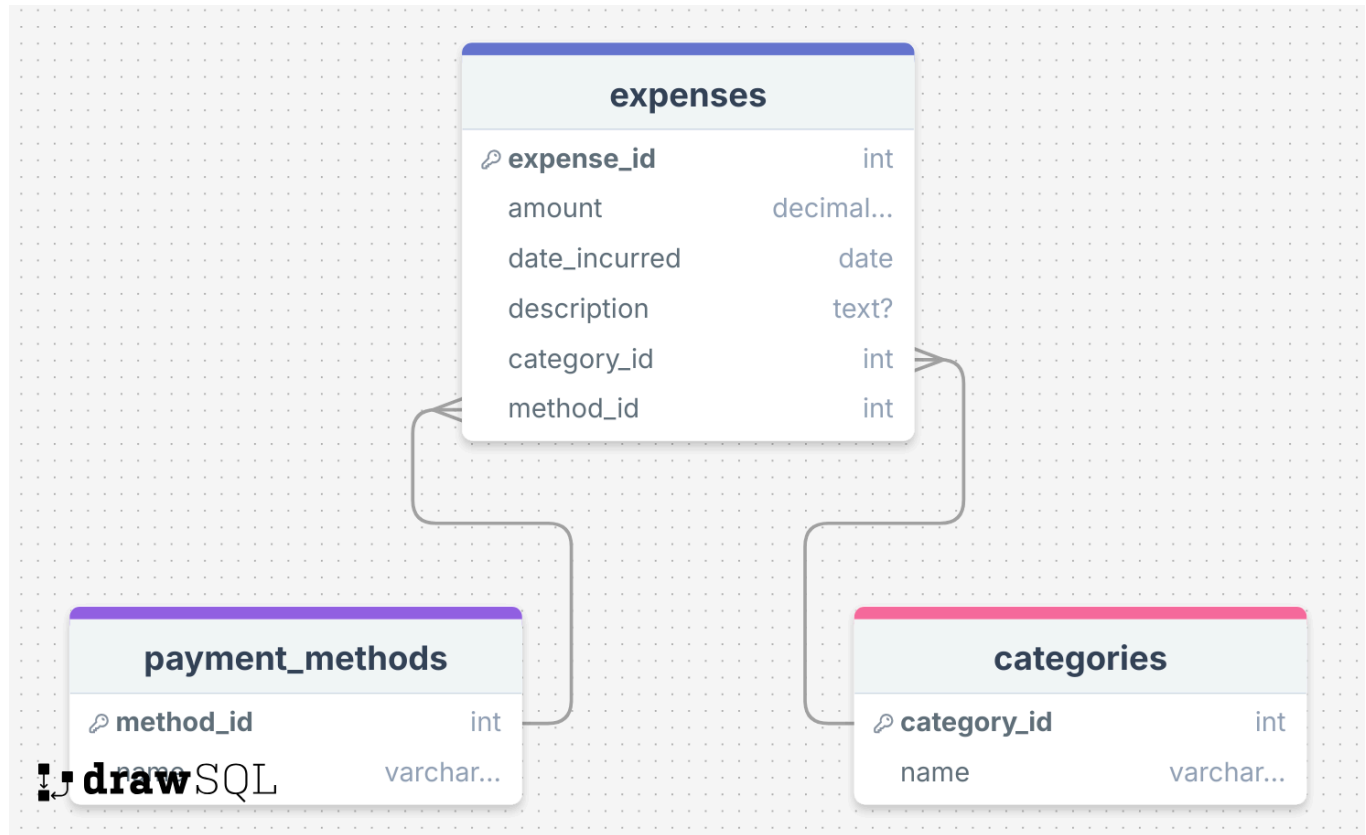 expenses
expense_id int
amount decimal...
date_incurred date
description text?
category_id int
method_id int
payment_methods
method_id int
name varchar...
drawSQL
categories
category_id int
name varchar...